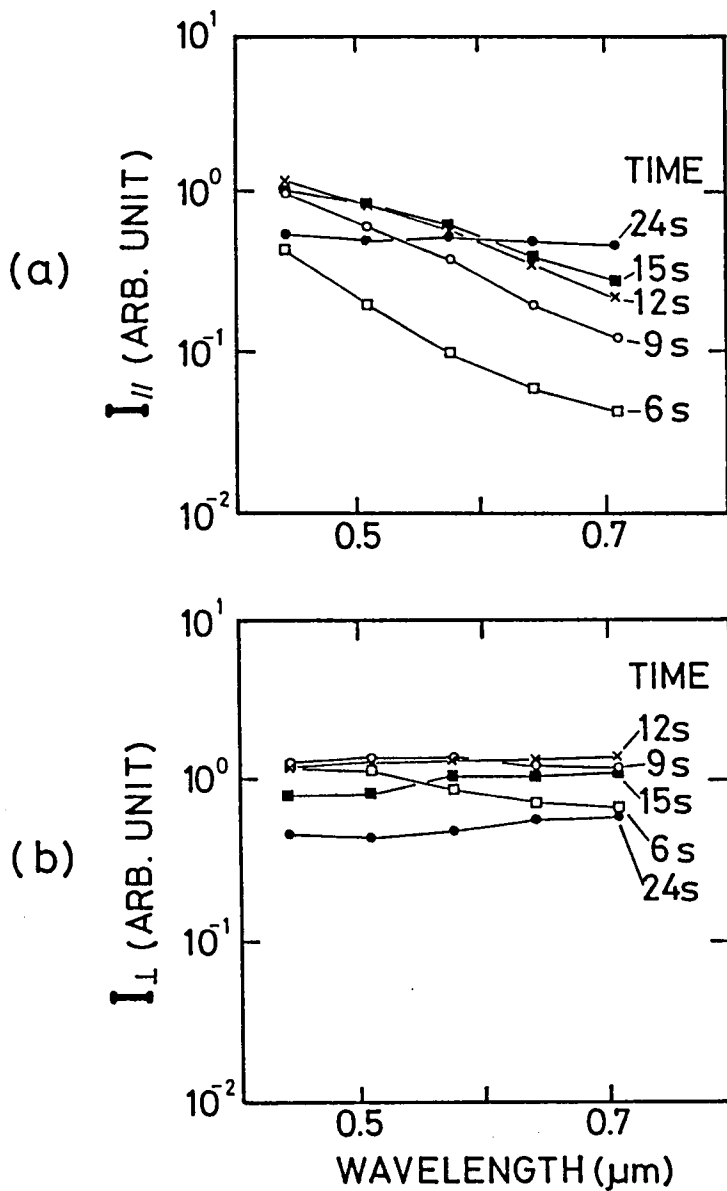 (a)
I// (ARB. UNIT)
10¹
10⁰
10⁻¹
10⁻²
TIME
24s
15s
12s
9s
6s
0.5
0.7
(b)
I⊥ (ARB. UNIT)
10¹
10⁰
10⁻¹
10⁻²
TIME
12s
9s
15s
6s
24s
0.5
0.7
WAVELENGTH (μm)